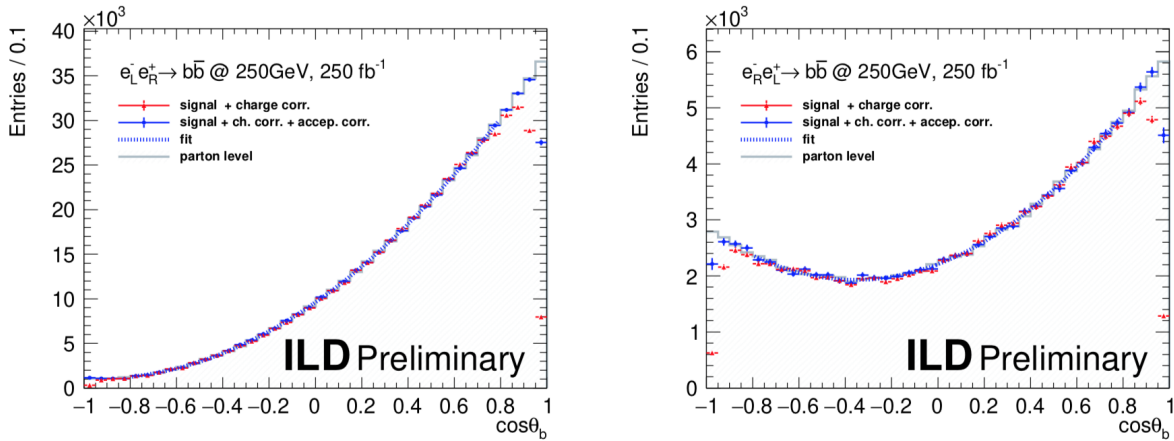 ×10³
Entries / 0.1
40
35
30
25
20
15
10
5
0
e⁻_L e⁺_R → bb̄ @ 250GeV, 250 fb⁻¹
signal + charge corr.
signal + ch. corr. + accep. corr.
fit
parton level
ILD Preliminary
−1 −0.8 −0.6 −0.4 −0.2 0 0.2 0.4 0.6 0.8 1
cosθ_b
×10³
Entries / 0.1
6
5
4
3
2
1
0
e⁻_R e⁺_L → bb̄ @ 250GeV, 250 fb⁻¹
signal + charge corr.
signal + ch. corr. + accep. corr.
fit
parton level
ILD Preliminary
−1 −0.8 −0.6 −0.4 −0.2 0 0.2 0.4 0.6 0.8 1
cosθ_b